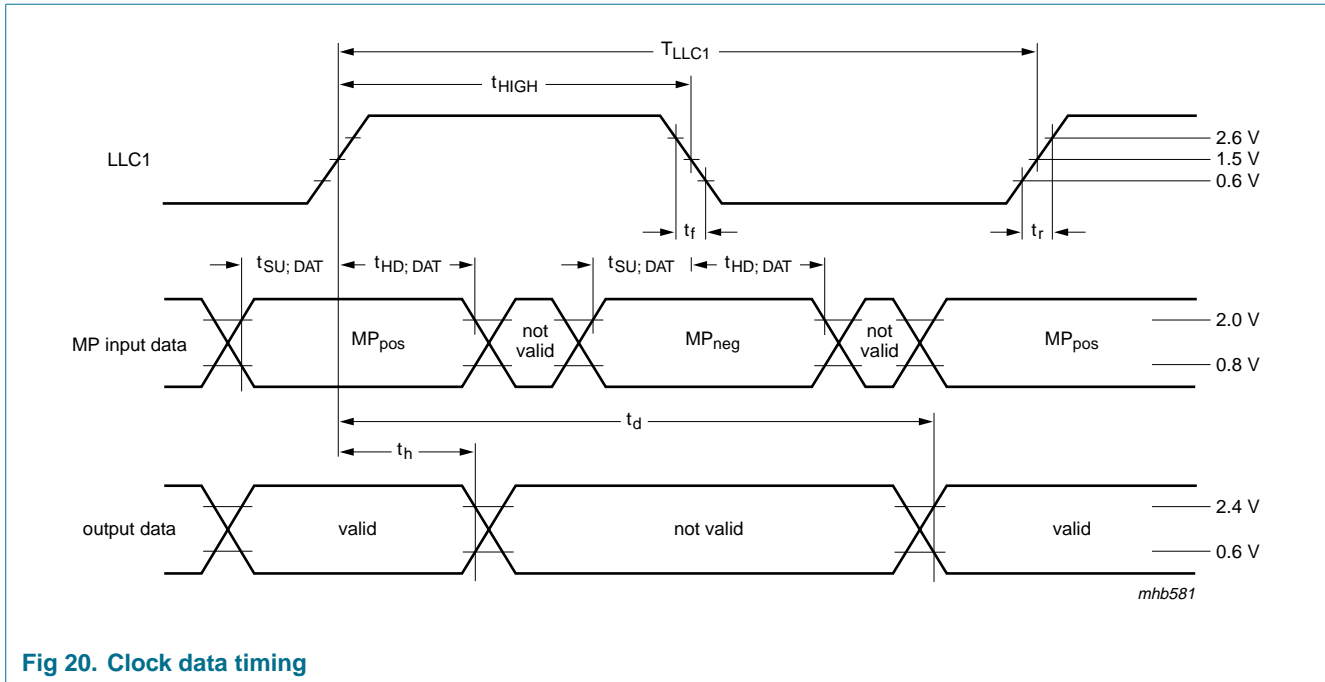 T_LLC1
t_HIGH
LLC1
2.6 V
1.5 V
0.6 V
t_f
t_r
t_SU; DAT
t_HD; DAT
t_SU; DAT
t_HD; DAT
MP input data
MP_pos
not
valid
MP_neg
not
valid
MP_pos
2.0 V
0.8 V
t_d
t_h
output data
valid
not valid
valid
2.4 V
0.6 V
mhb581
Fig 20. Clock data timing